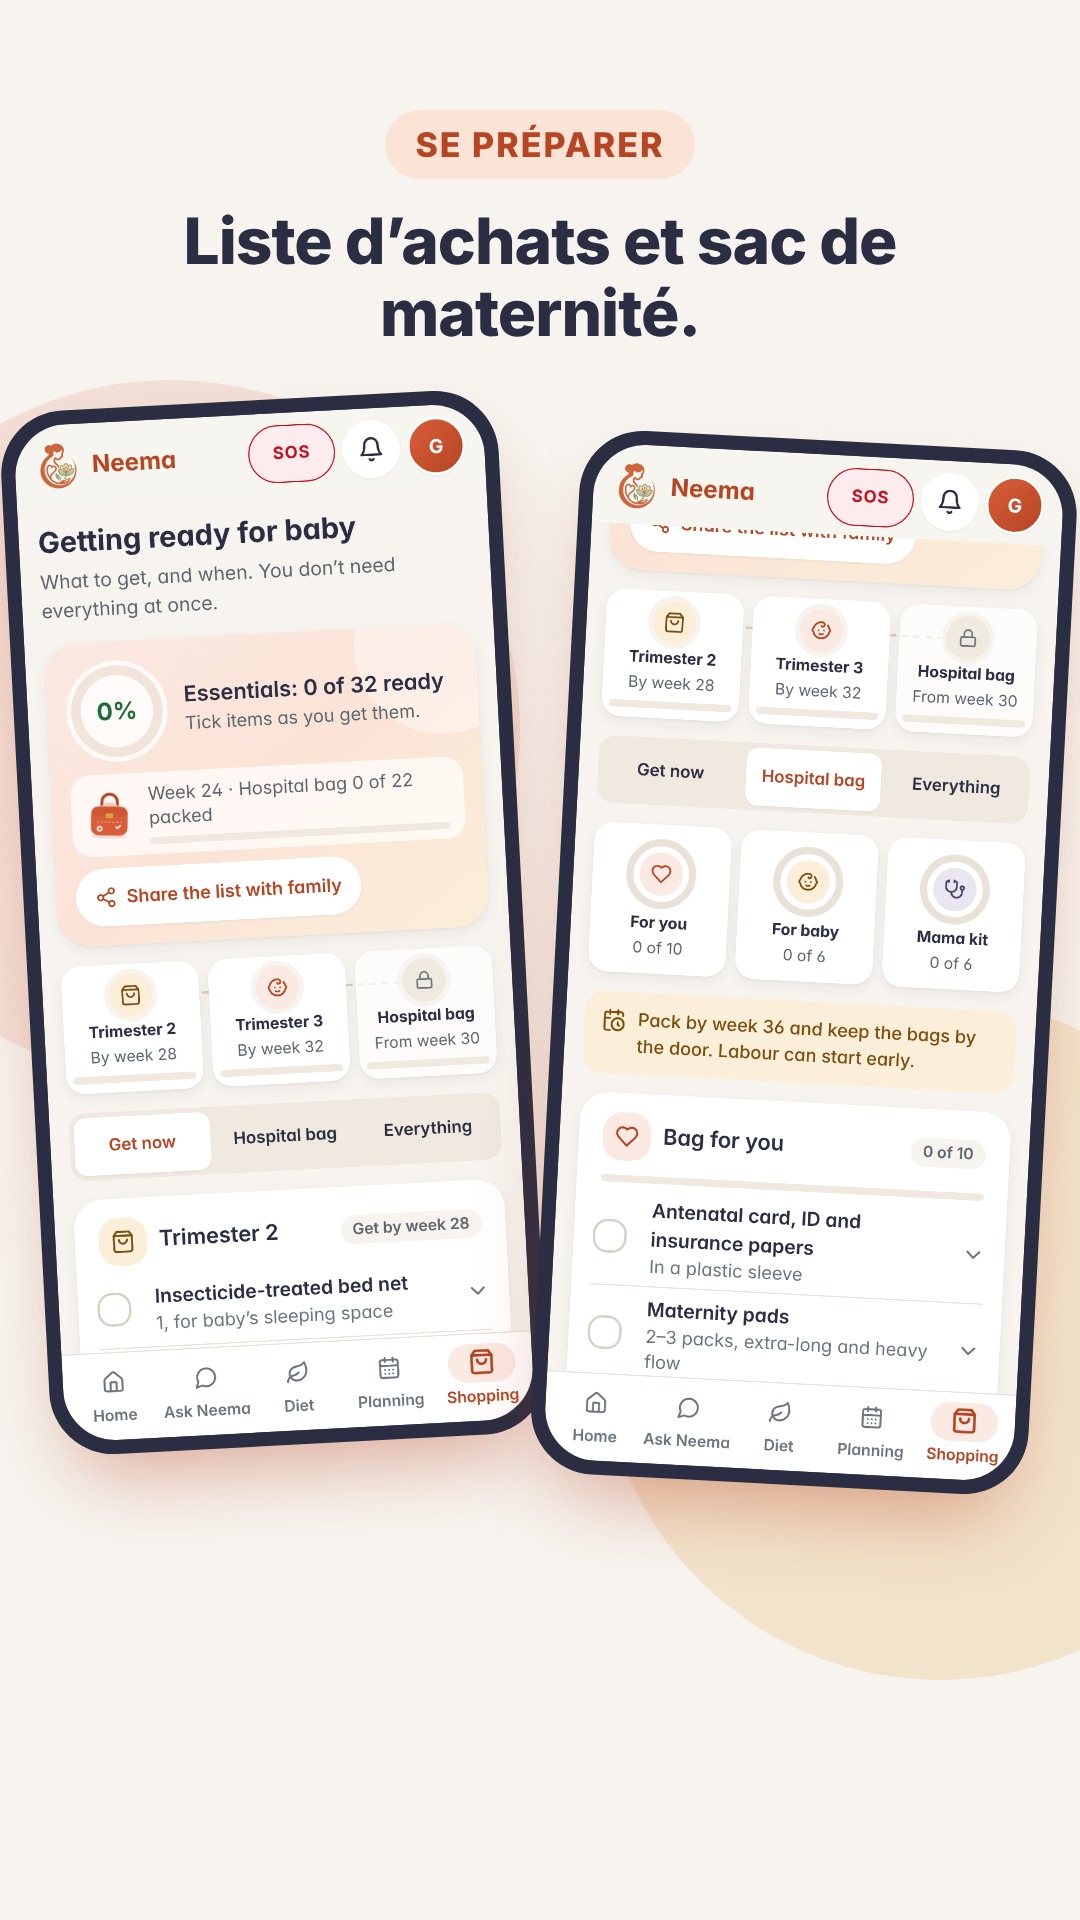 SE PRÉPARER
Liste d’achats et sac de
maternité.
Neema
SOS
G
Getting ready for baby
What to get, and when. You don’t need
everything at once.
0%
Essentials: 0 of 32 ready
Tick items as you get them.
Week 24 · Hospital bag 0 of 22
packed
Share the list with family
Trimester 2
By week 28
Trimester 3
By week 32
Hospital bag
From week 30
Get now
Hospital bag
Everything
Trimester 2
Get by week 28
Insecticide-treated bed net
1, for baby’s sleeping space
Home
Ask Neema
Diet
Planning
Shopping
Neema
SOS
G
Share the list with family
Trimester 2
By week 28
Trimester 3
By week 32
Hospital bag
From week 30
Get now
Hospital bag
Everything
For you
0 of 10
For baby
0 of 6
Mama kit
0 of 6
Pack by week 36 and keep the bags by
the door. Labour can start early.
Bag for you
0 of 10
Antenatal card, ID and
insurance papers
In a plastic sleeve
Maternity pads
2–3 packs, extra-long and heavy
flow
Home
Ask Neema
Diet
Planning
Shopping